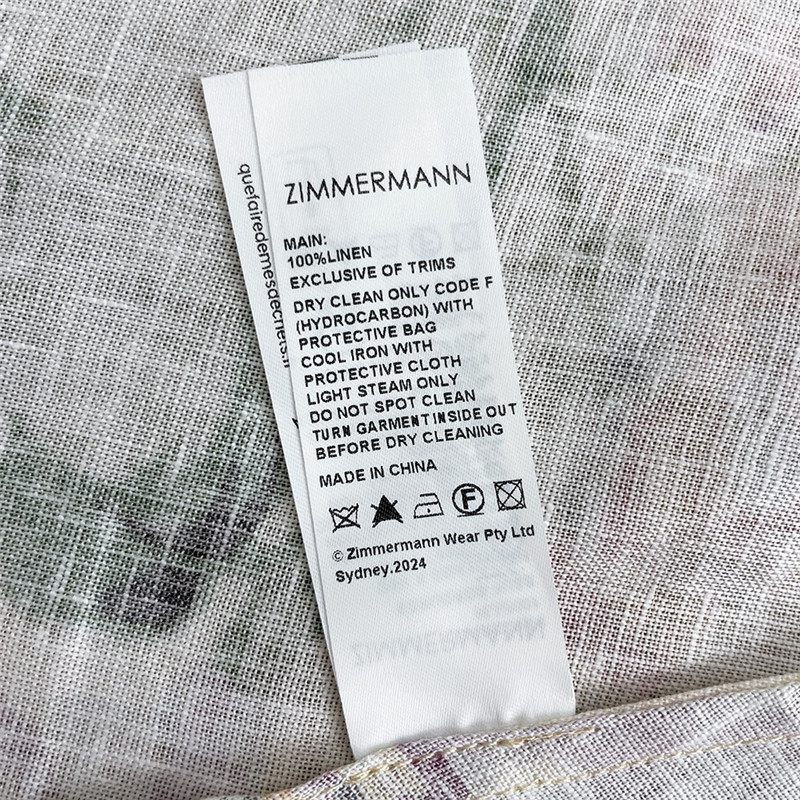 ZIMMERMANN
MAIN:
100%LINEN
EXCLUSIVE OF TRIMS
DRY CLEAN ONLY CODE F
(HYDROCARBON) WITH
PROTECTIVE BAG
COOL IRON WITH
PROTECTIVE CLOTH
LIGHT STEAM ONLY
DO NOT SPOT CLEAN
TURN GARMENT INSIDE OUT
BEFORE DRY CLEANING
MADE IN CHINA
F
© Zimmermann Wear Pty Ltd
Sydney.2024
quefairedemesdechets.f
ZIMMERMANN